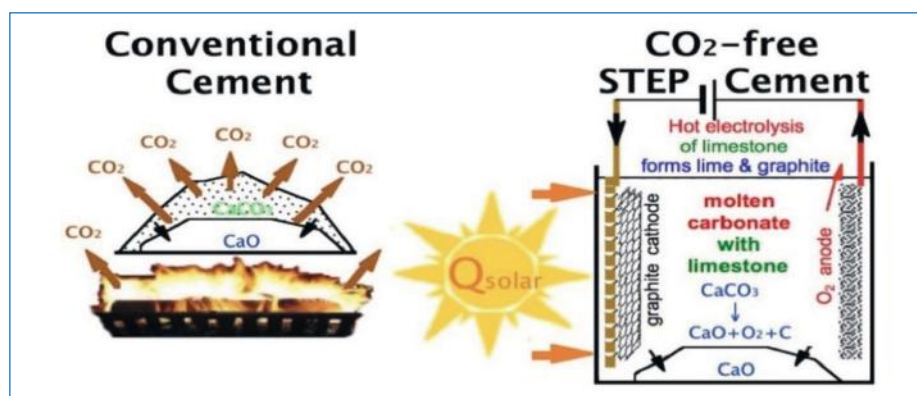 Conventional
Cement
CO₂
CO₂
CO₂
CO₂
CO₂
CO₂
CaCO₃
CaO
Qsolar
CO₂-free
STEP Cement
Hot electrolysis
of limestone
forms lime & graphite
graphite cathode
molten
carbonate
with
limestone
CaCO₃
CaO+O₂+C
CaO
O₂ anode